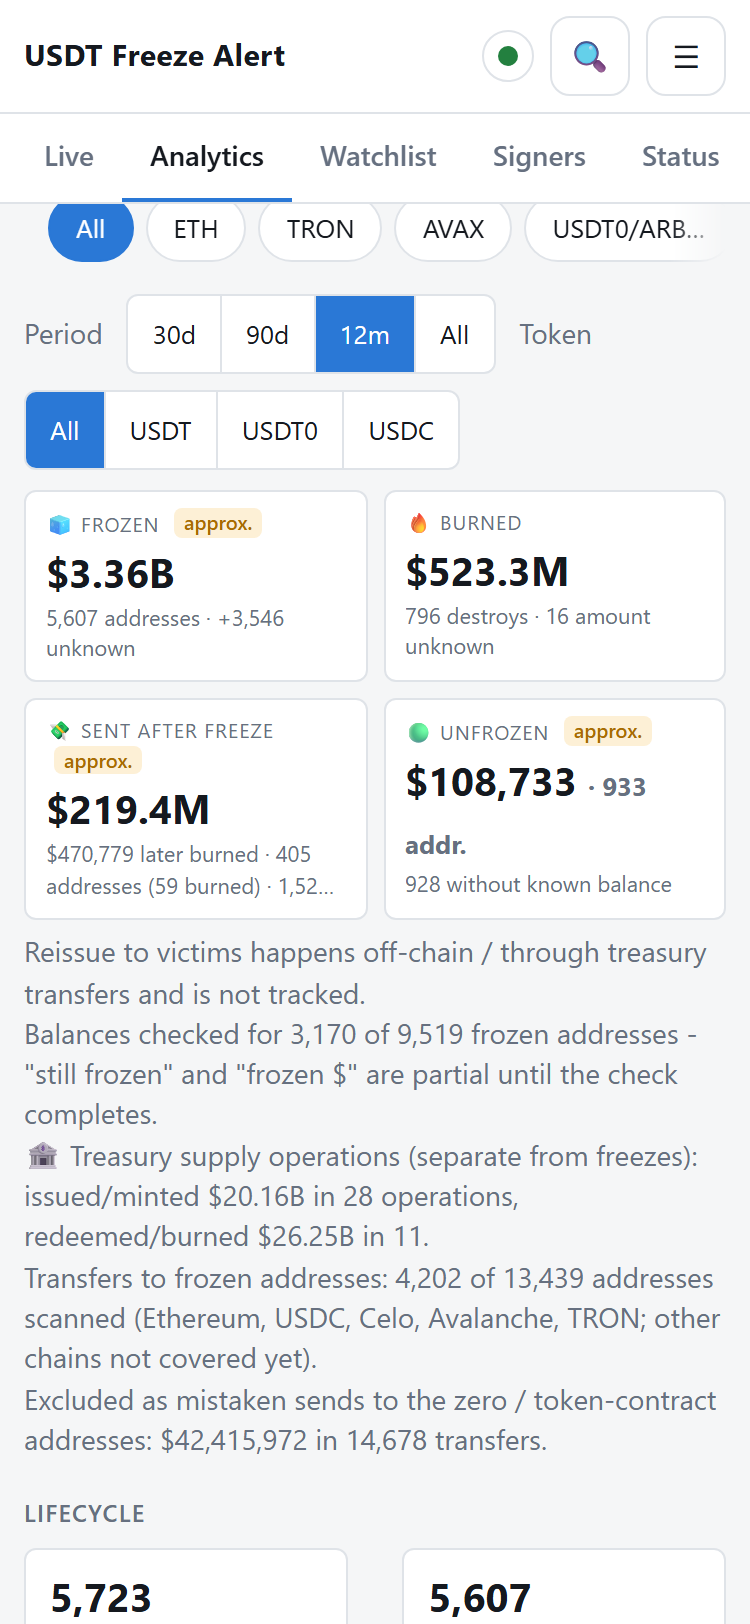 USDT Freeze Alert
Live
Analytics
Watchlist
Signers
Status
All
ETH
TRON
AVAX
USDT0/ARB...
Period
30d
90d
12m
All
Token
All
USDT
USDT0
USDC
FROZEN approx.
$3.36B
5,607 addresses · +3,546
unknown
BURNED
$523.3M
796 destroys · 16 amount
unknown
SENT AFTER FREEZE
approx.
$219.4M
$470,779 later burned · 405
addresses (59 burned) · 1,52...
UNFROZEN approx.
$108,733 · 933
addr.
928 without known balance
Reissue to victims happens off-chain / through treasury
transfers and is not tracked.
Balances checked for 3,170 of 9,519 frozen addresses -
"still frozen" and "frozen $" are partial until the check
completes.
Treasury supply operations (separate from freezes):
issued/minted $20.16B in 28 operations,
redeemed/burned $26.25B in 11.
Transfers to frozen addresses: 4,202 of 13,439 addresses
scanned (Ethereum, USDC, Celo, Avalanche, TRON; other
chains not covered yet).
Excluded as mistaken sends to the zero / token-contract
addresses: $42,415,972 in 14,678 transfers.
LIFECYCLE
5,723
5,607